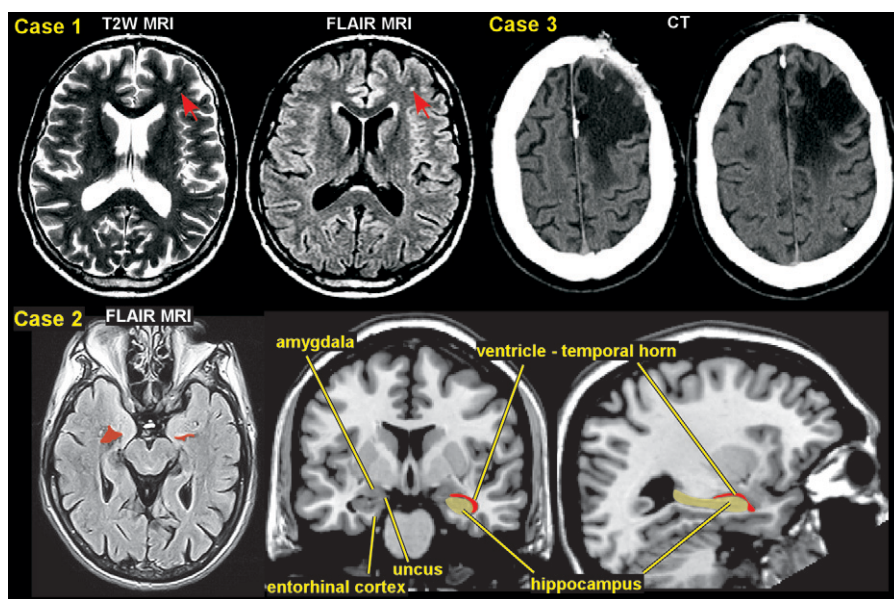 Case 1
T2W MRI
FLAIR MRI
Case 3
CT
Case 2
FLAIR MRI
amygdala
ventricle - temporal horn
uncus
entorhinal cortex
hippocampus